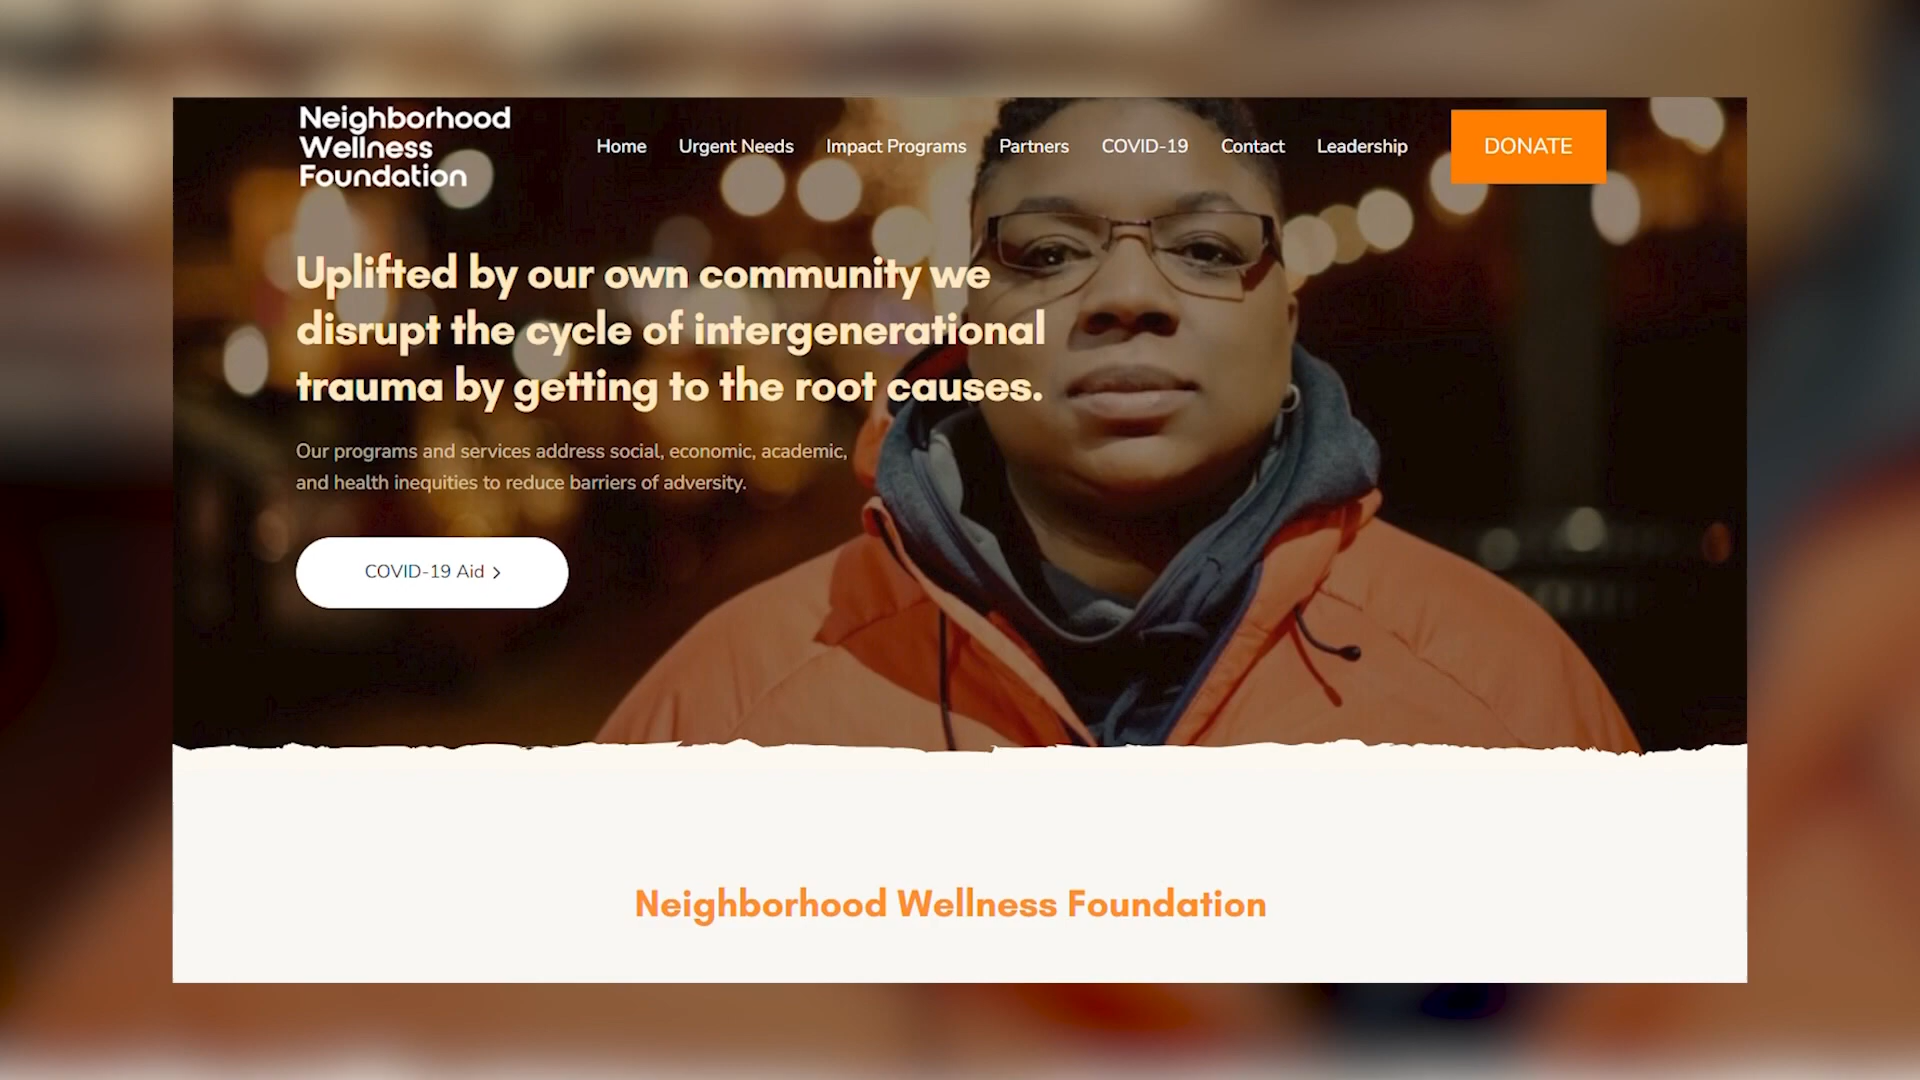 Neighborhood
Wellness
Foundation
Home Urgent Needs Impact Programs Partners COVID-19 Contact Leadership DONATE
Uplifted by our own community we
disrupt the cycle of intergenerational
trauma by getting to the root causes.
Our programs and services address social, economic, academic,
and health inequities to reduce barriers of adversity.
COVID-19 Aid >
Neighborhood Wellness Foundation